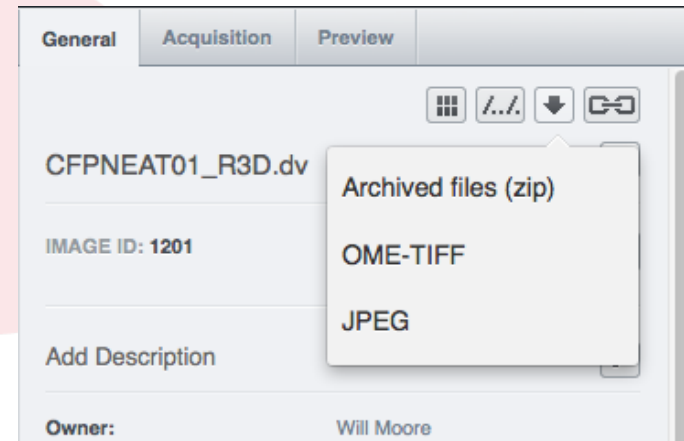 General Acquisition Preview
/../.
CFPNEAT01_R3D.dv
Archived files (zip)
IMAGE ID: 1201
OME-TIFF
JPEG
Add Description
Owner: Will Moore